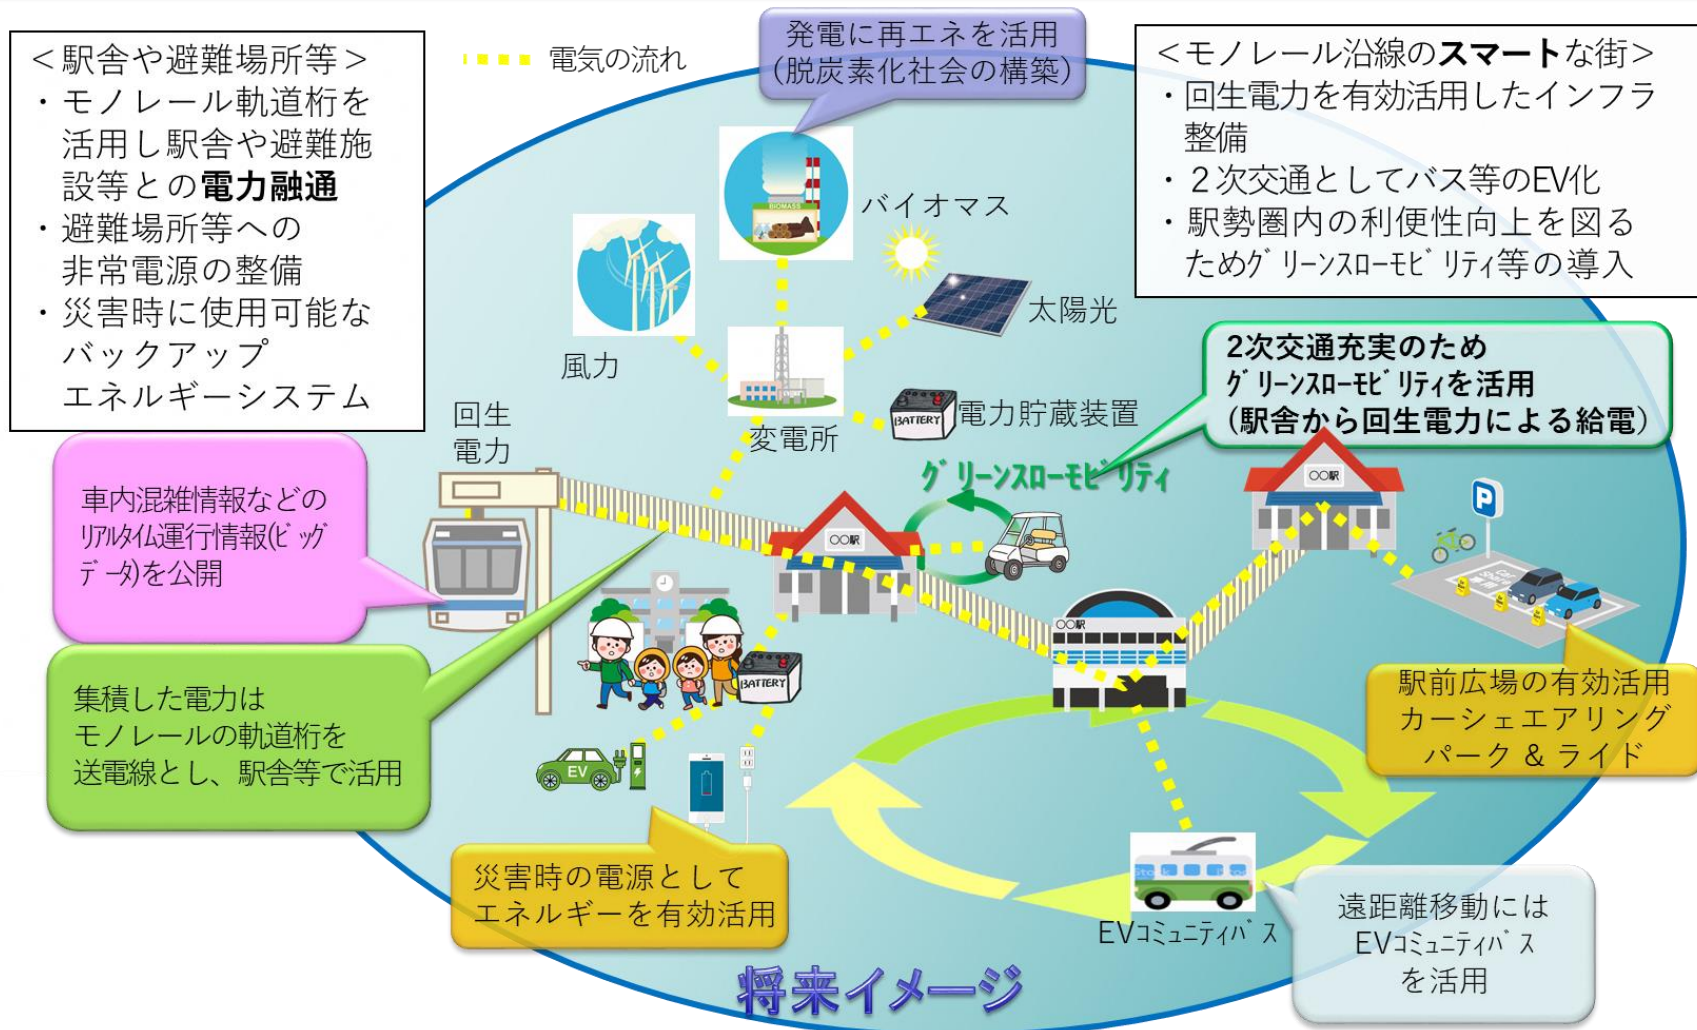 ＜駅舎や避難場所等＞
・モノレール軌道桁を
活用し駅舎や避難施
設等との電力融通
・避難場所等への
非常電源の整備
・災害時に使用可能な
バックアップ
エネルギーシステム
電気の流れ
発電に再エネを活用
(脱炭素化社会の構築)
＜モノレール沿線のスマートな街＞
・回生電力を有効活用したインフラ
整備
・２次交通としてバス等のEV化
・駅勢圏内の利便性向上を図る
ためｸﾞﾘｰﾝｽﾛｰﾓﾋﾞﾘﾃｨ等の導入
BIOMASS
バイオマス
風力
太陽光
変電所
BATTERY
電力貯蔵装置
2次交通充実のため
ｸﾞﾘｰﾝｽﾛｰﾓﾋﾞﾘﾃｨを活用
(駅舎から回生電力による給電)
回生
電力
ｸﾞﾘｰﾝｽﾛｰﾓﾋﾞﾘﾃｨ
車内混雑情報などの
ﾘｱﾙﾀｲﾑ運行情報(ﾋﾞｯｸﾞ
ﾃﾞｰﾀ)を公開
〇〇駅
〇〇駅
〇〇駅
P
Car
Share
専用
BATTERY
集積した電力は
モノレールの軌道桁を
送電線とし、駅舎等で活用
EV
駅前広場の有効活用
カーシェエアリング
パーク＆ライド
災害時の電源として
エネルギーを有効活用
EVｺﾐｭﾆﾃｨﾊﾞｽ
遠距離移動には
EVｺﾐｭﾆﾃｨﾊﾞｽ
を活用
将来イメージ